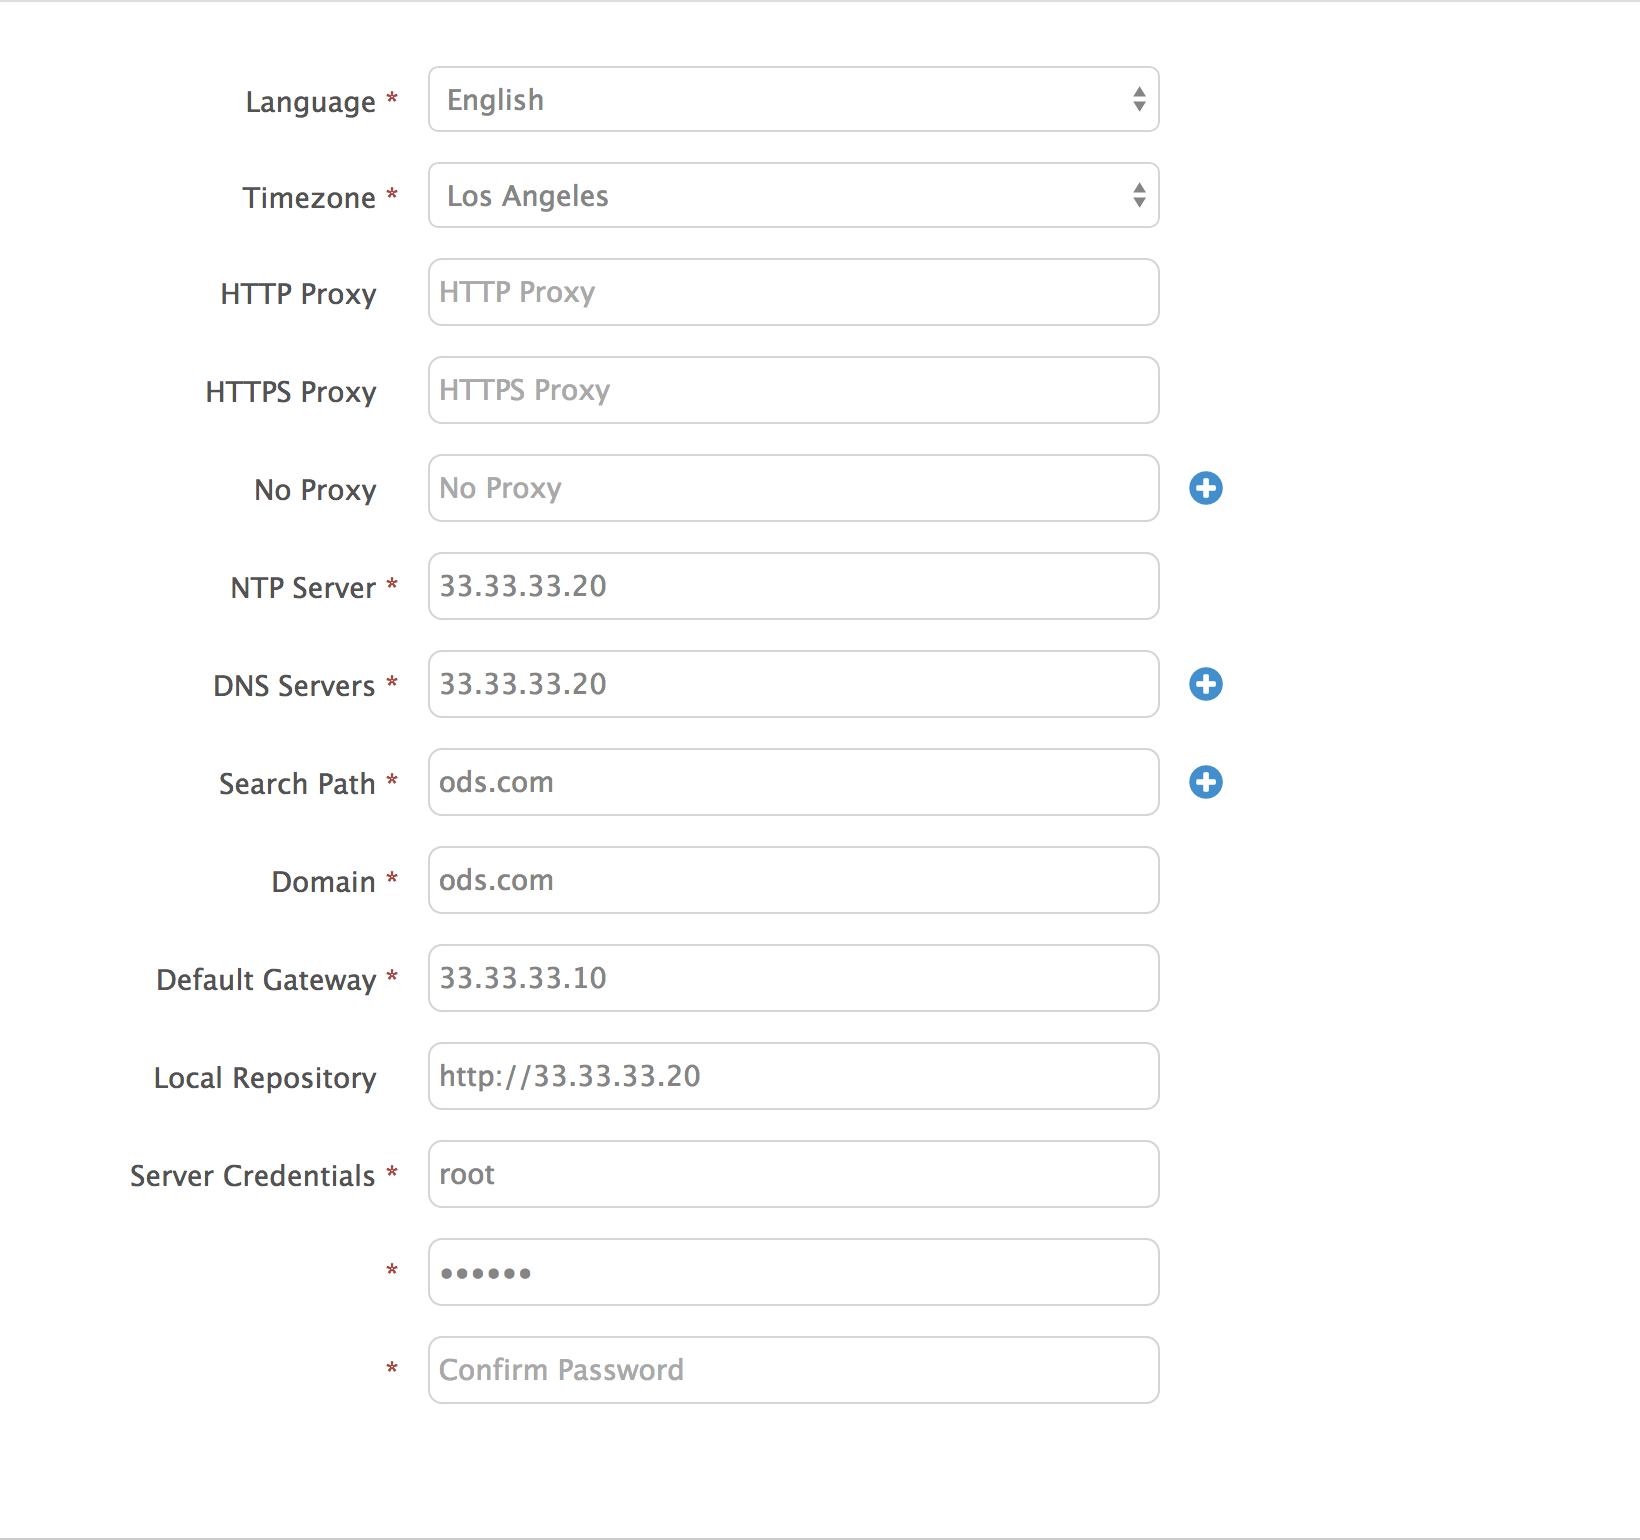 Language * English
Timezone * Los Angeles
HTTP Proxy HTTP Proxy
HTTPS Proxy HTTPS Proxy
No Proxy No Proxy
NTP Server * 33.33.33.20
DNS Servers * 33.33.33.20
Search Path * ods.com
Domain * ods.com
Default Gateway * 33.33.33.10
Local Repository http://33.33.33.20
Server Credentials * root
* ••••••
* Confirm Password